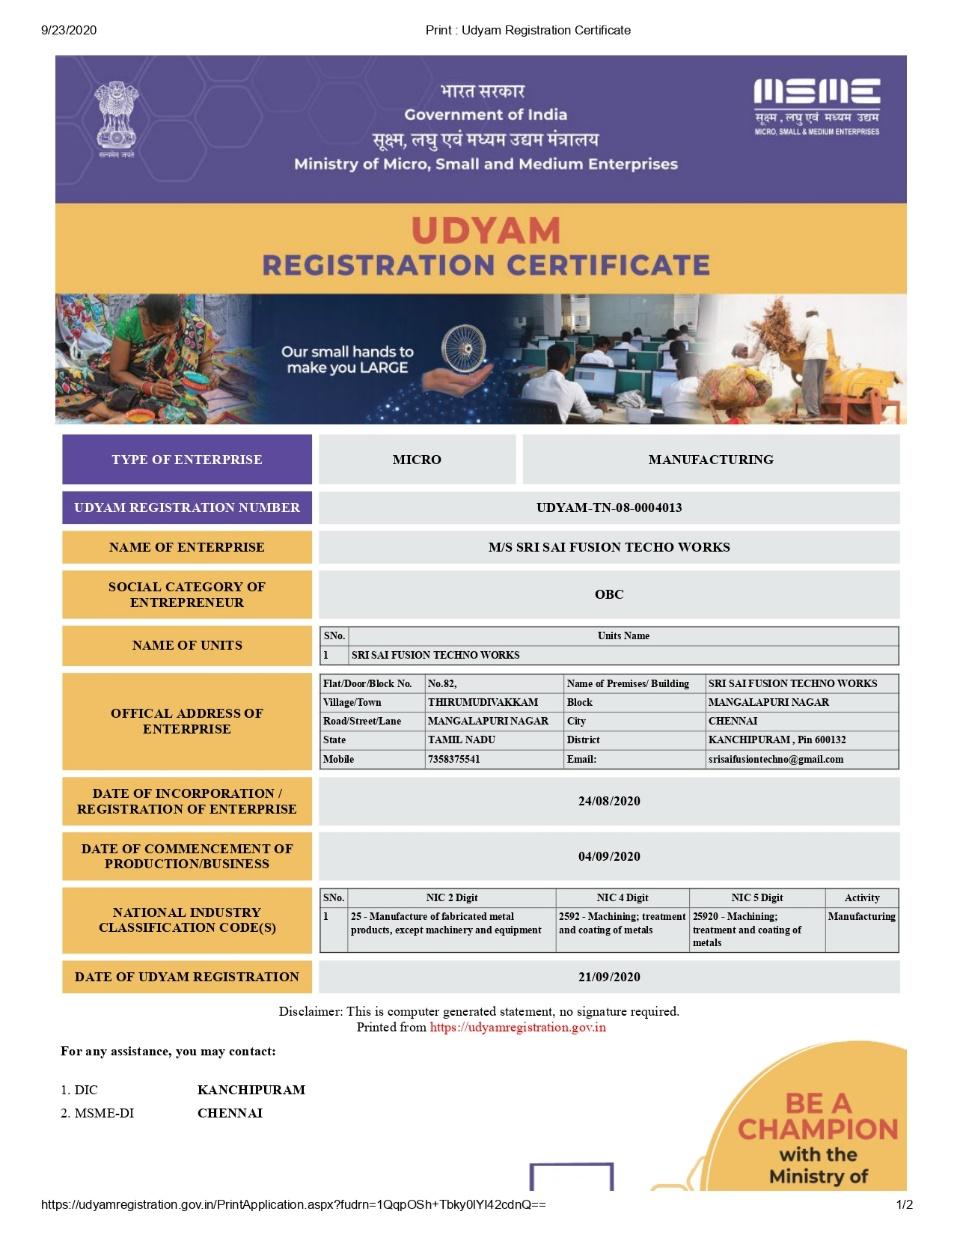 9/23/2020 Print : Udyam Registration Certificate
भारत सरकार
Government of India
सूक्ष्म, लघु एवं मध्यम उद्यम मंत्रालय
Ministry of Micro, Small and Medium Enterprises
सत्यमेव जयते
MSME
सूक्ष्म, लघु एवं मध्यम उद्यम
MICRO, SMALL & MEDIUM ENTERPRISES
UDYAM
REGISTRATION CERTIFICATE
Our small hands to
make you LARGE
TYPE OF ENTERPRISE MICRO MANUFACTURING
UDYAM REGISTRATION NUMBER UDYAM-TN-08-0004013
NAME OF ENTERPRISE M/S SRI SAI FUSION TECHO WORKS
SOCIAL CATEGORY OF
ENTREPRENEUR
OBC
NAME OF UNITS
SNo. Units Name
1 SRI SAI FUSION TECHNO WORKS
OFFICAL ADDRESS OF
ENTERPRISE
Flat/Door/Block No. No.82, Name of Premises/ Building SRI SAI FUSION TECHNO WORKS
Village/Town THIRUMUDIVAKKAM Block MANGALAPURI NAGAR
Road/Street/Lane MANGALAPURI NAGAR City CHENNAI
State TAMIL NADU District KANCHIPURAM , Pin 600132
Mobile 7358375541 Email: srisaifusiontechno@gmail.com
DATE OF INCORPORATION /
REGISTRATION OF ENTERPRISE
24/08/2020
DATE OF COMMENCEMENT OF
PRODUCTION/BUSINESS
04/09/2020
NATIONAL INDUSTRY
CLASSIFICATION CODE(S)
SNo. NIC 2 Digit NIC 4 Digit NIC 5 Digit Activity
1 25 - Manufacture of fabricated metal 2592 - Machining; treatment 25920 - Machining; Manufacturing
products, except machinery and equipment and coating of metals treatment and coating of
metals
DATE OF UDYAM REGISTRATION 21/09/2020
Disclaimer: This is computer generated statement, no signature required.
Printed from https://udyamregistration.gov.in
For any assistance, you may contact:
1. DIC KANCHIPURAM
2. MSME-DI CHENNAI
BE A
CHAMPION
with the
Ministry of
https://udyamregistration.gov.in/PrintApplication.aspx?fudrn=1QqpOSh+Tbky0IYI42cdnQ== 1/2